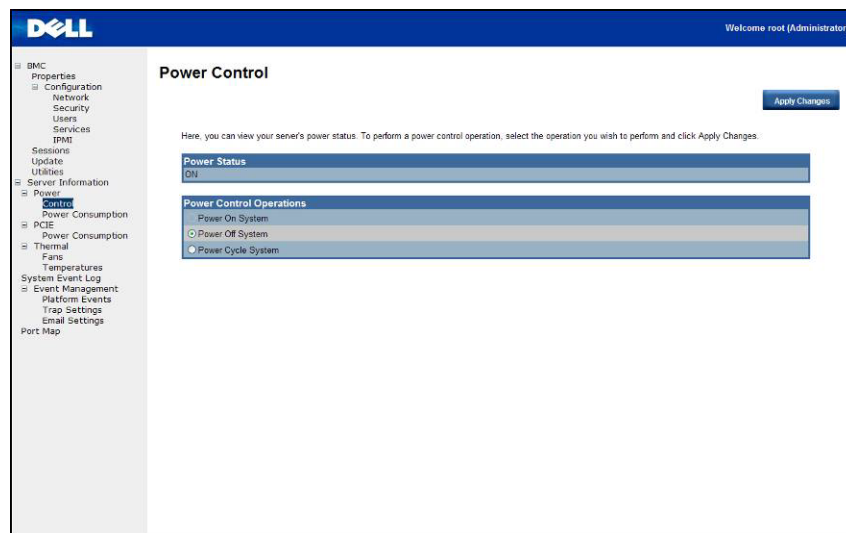 DELL
Welcome root (Administrator
BMC
Properties
Configuration
Network
Security
Users
Services
IPMI
Sessions
Update
Utilities
Server Information
Power
Control
Power Consumption
PCIE
Power Consumption
Thermal
Fans
Temperatures
System Event Log
Event Management
Platform Events
Trap Settings
Email Settings
Port Map
Power Control
Apply Changes
Here, you can view your server's power status. To perform a power control operation, select the operation you wish to perform and click Apply Changes.
Power Status
ON
Power Control Operations
Power On System
Power Off System
Power Cycle System